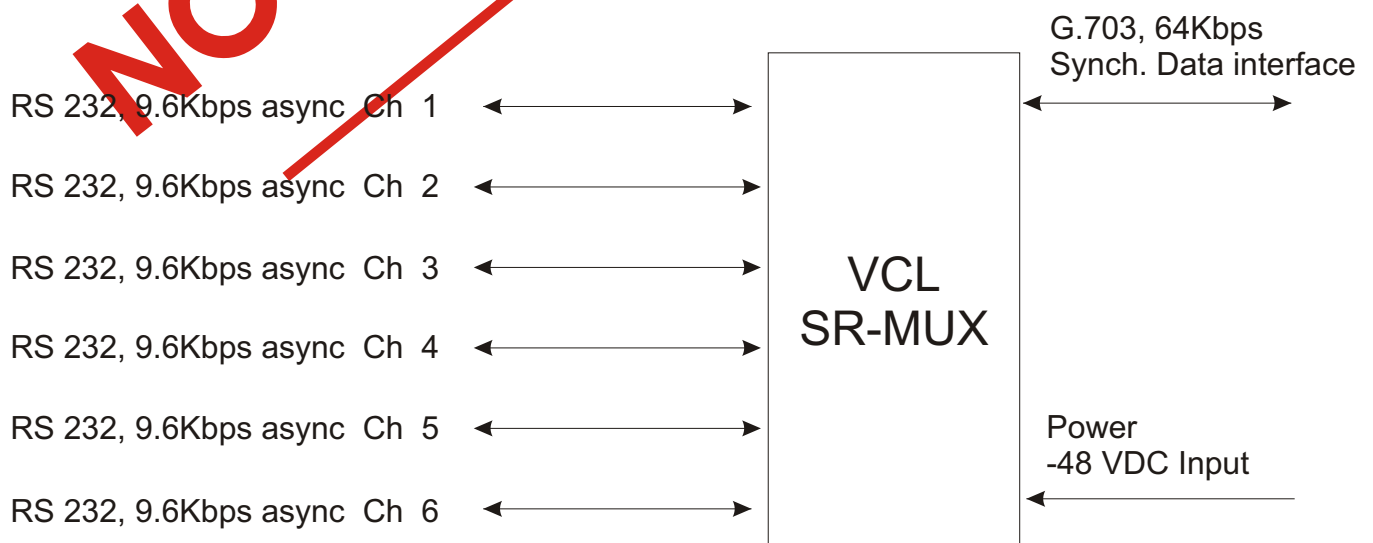 NO
G.703, 64Kbps
Synch. Data interface
RS 232, 9.6Kbps async Ch 1
RS 232, 9.6Kbps async Ch 2
RS 232, 9.6Kbps async Ch 3
VCL
SR-MUX
RS 232, 9.6Kbps async Ch 4
RS 232, 9.6Kbps async Ch 5
Power
-48 VDC Input
RS 232, 9.6Kbps async Ch 6